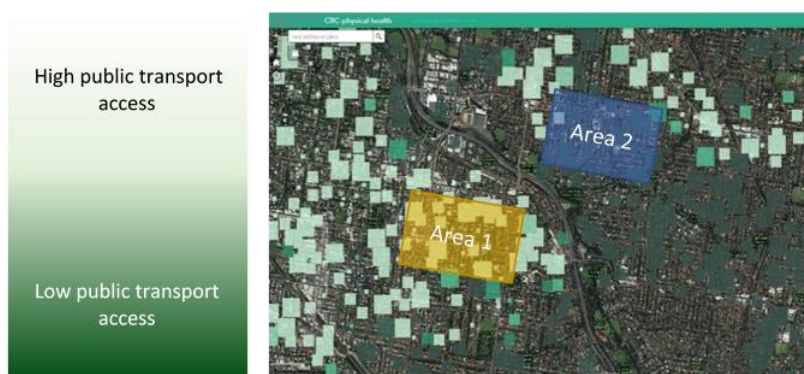 High public transport
access
Low public transport
access
CRC-physical health
Area 2
Area 1